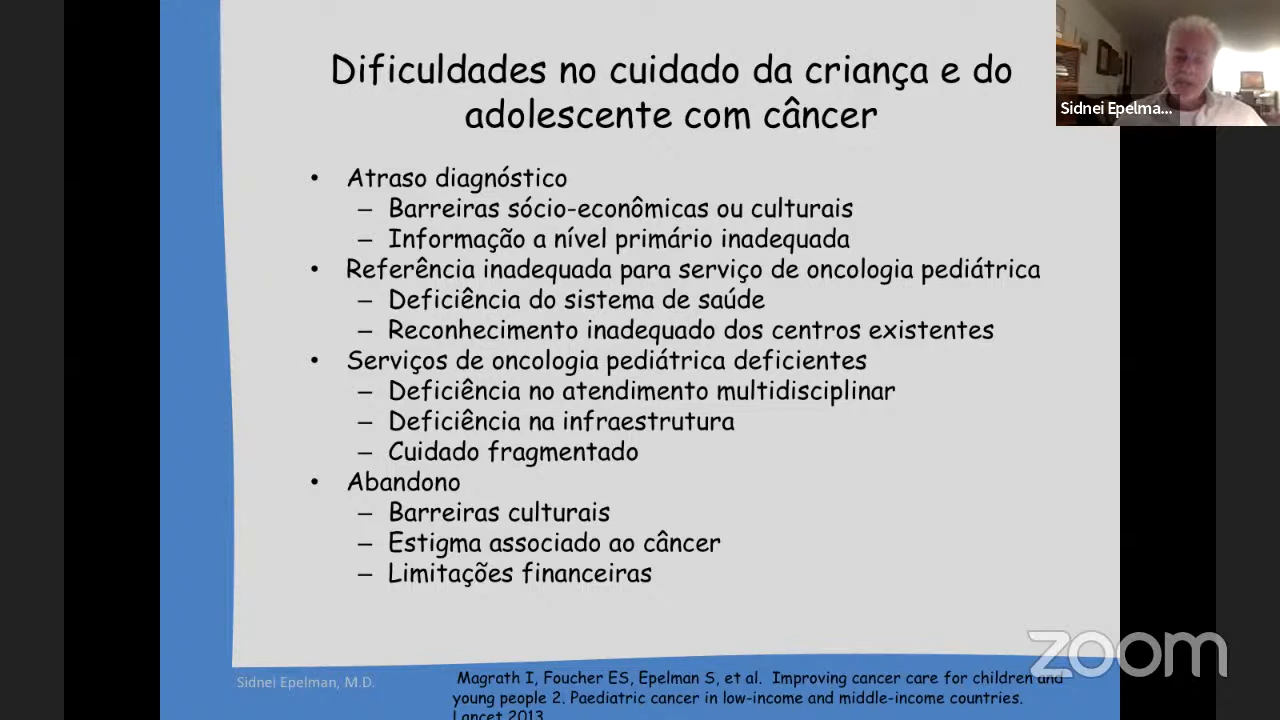 Dificuldades no cuidado da criança e do
adolescente com câncer
Sidnei Epelma...
• Atraso diagnóstico
– Barreiras sócio-econômicas ou culturais
– Informação a nível primário inadequada
• Referência inadequada para serviço de oncologia pediátrica
– Deficiência do sistema de saúde
– Reconhecimento inadequado dos centros existentes
• Serviços de oncologia pediátrica deficientes
– Deficiência no atendimento multidisciplinar
– Deficiência na infraestrutura
– Cuidado fragmentado
• Abandono
– Barreiras culturais
– Estigma associado ao câncer
– Limitações financeiras
zoom
Sidnei Epelman, M.D.
Magrath I, Foucher ES, Epelman S, et al. Improving cancer care for children and
young people 2. Paediatric cancer in low-income and middle-income countries.
Lancet 2013